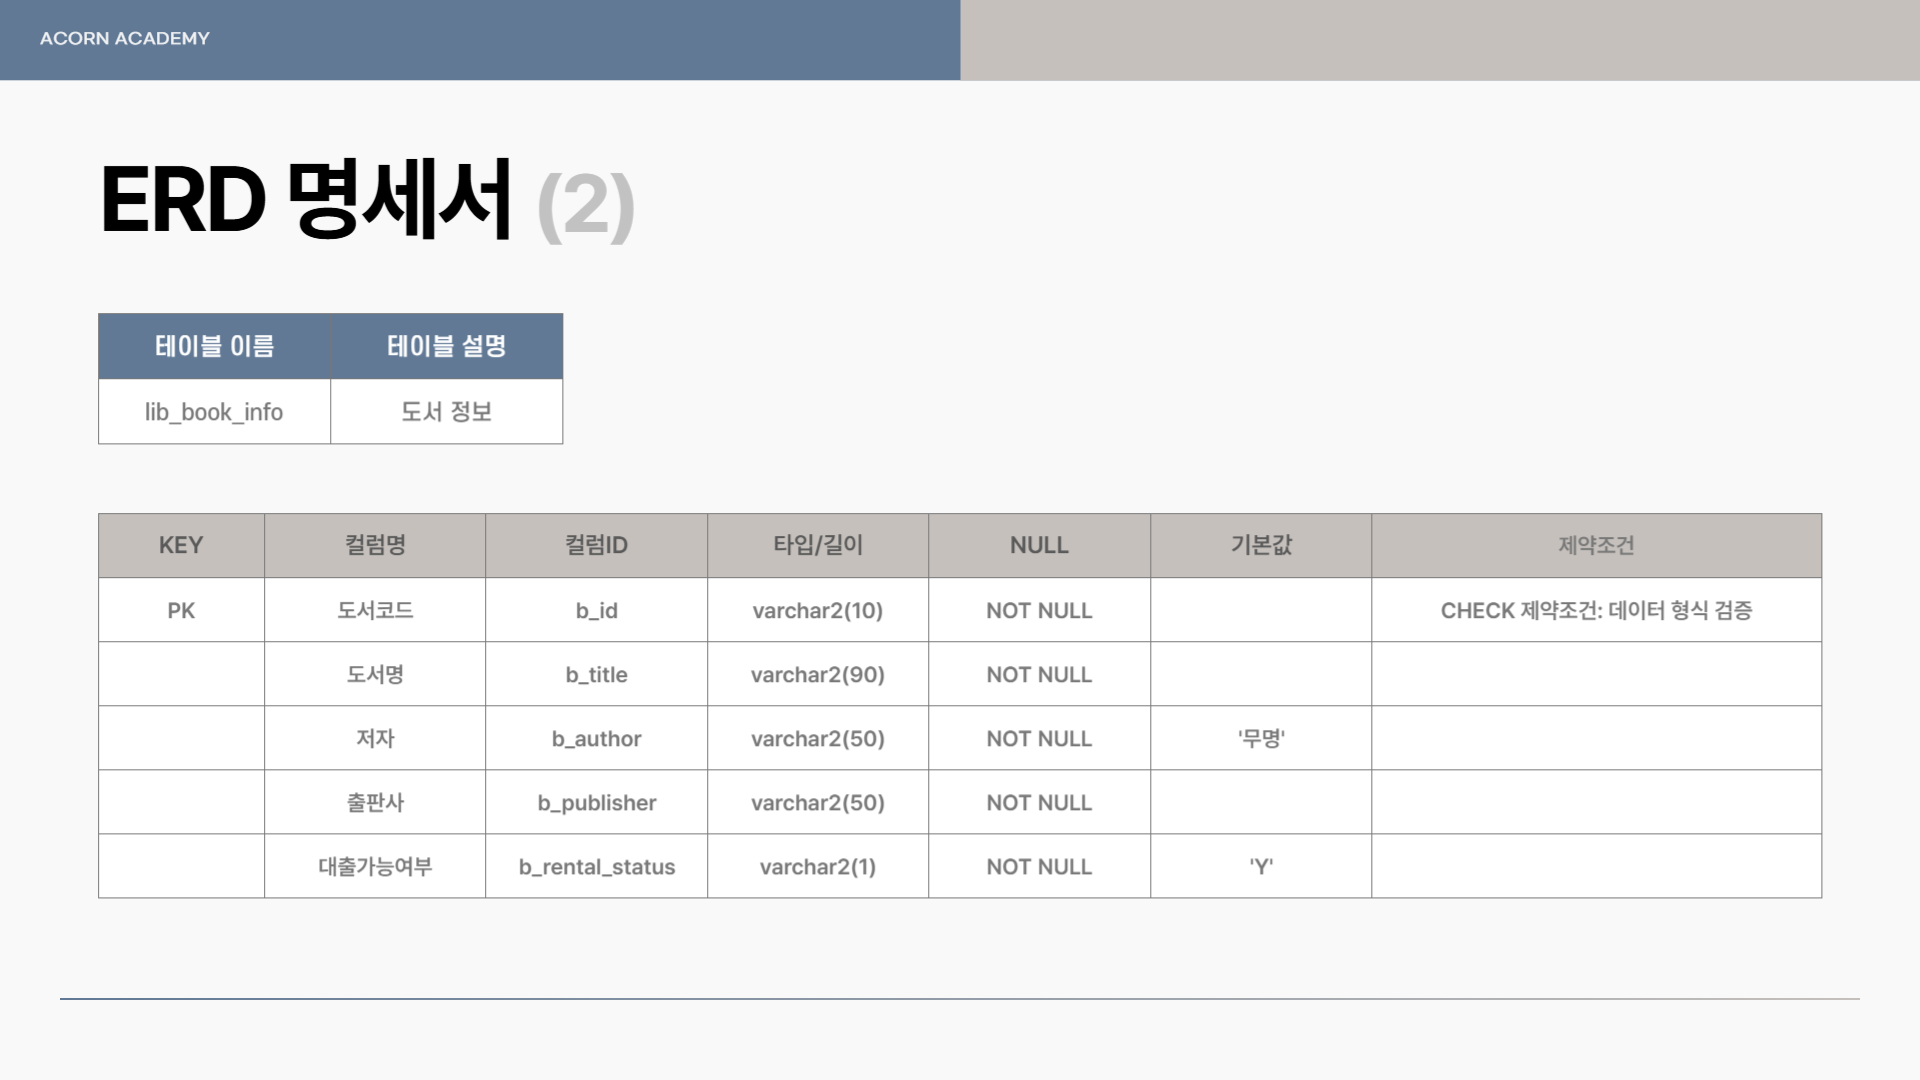 ACORN ACADEMY
ERD 명세서 (2)
테이블 이름 테이블 설명
lib_book_info 도서 정보
KEY 컬럼명 컬럼ID 타입/길이 NULL 기본값 제약조건
PK 도서코드 b_id varchar2(10) NOT NULL CHECK 제약조건: 데이터 형식 검증
도서명 b_title varchar2(90) NOT NULL
저자 b_author varchar2(50) NOT NULL '무명'
출판사 b_publisher varchar2(50) NOT NULL
대출가능여부 b_rental_status varchar2(1) NOT NULL 'Y'